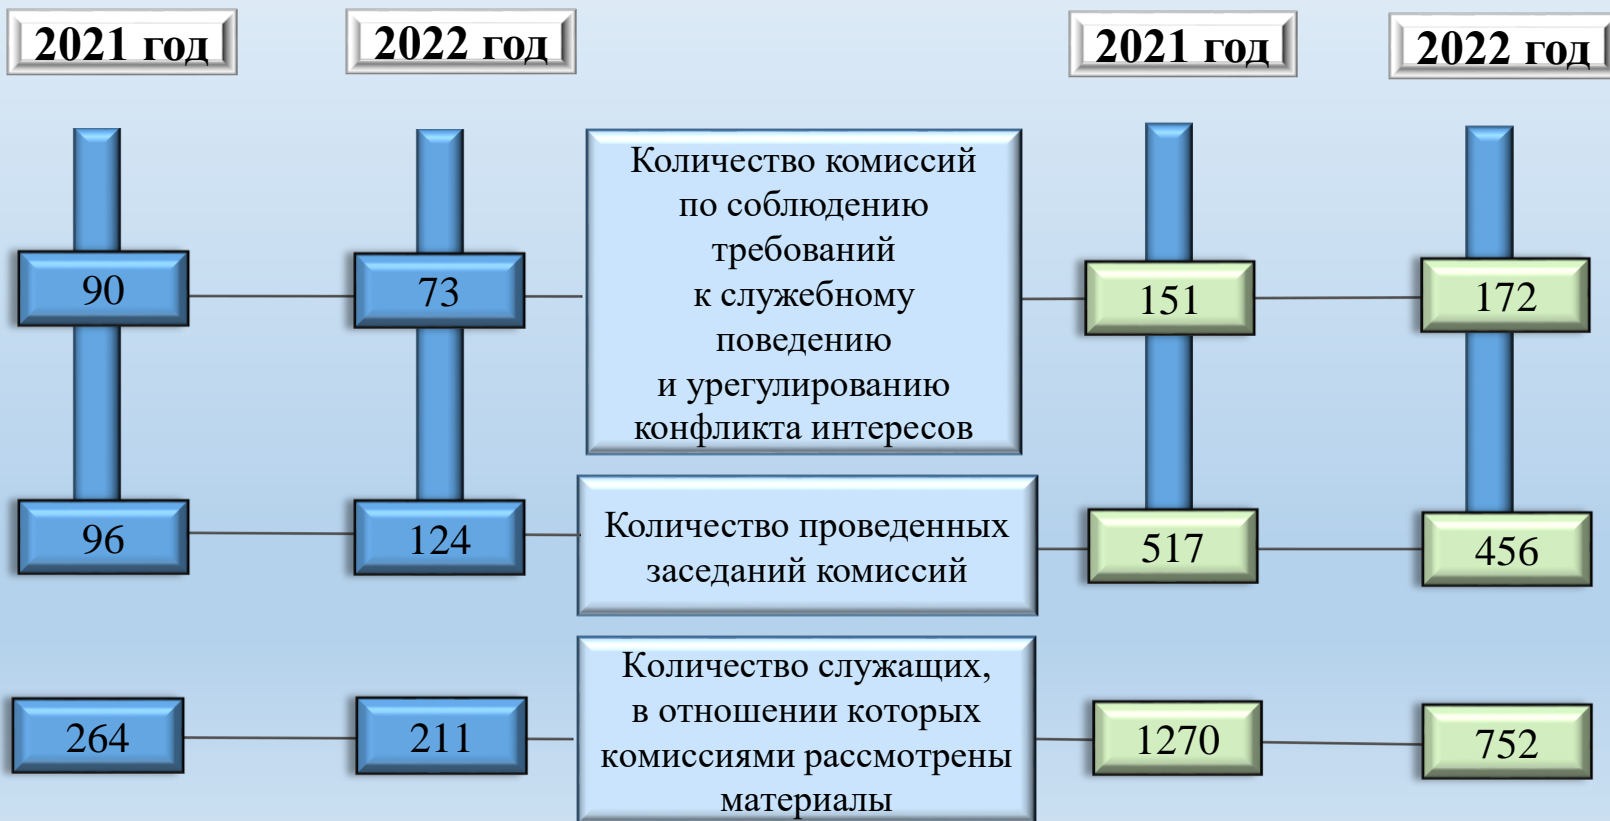 2021 год
2022 год
2021 год
2022 год
90
73
Количество комиссий
по соблюдению
требований
к служебному
поведению
и урегулированию
конфликта интересов
151
172
96
124
Количество проведенных
заседаний комиссий
517
456
264
211
Количество служащих,
в отношении которых
комиссиями рассмотрены
материалы
1270
752